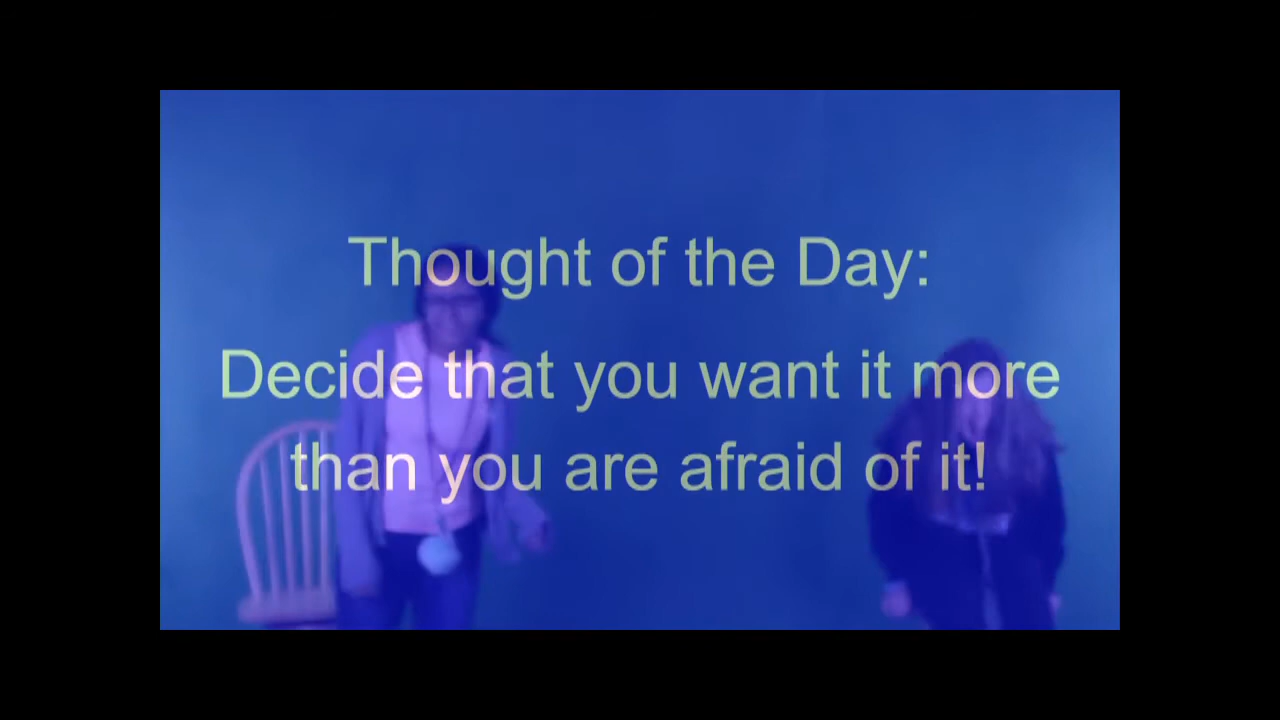 Thought of the Day:
Decide that you want it more
than you are afraid of it!